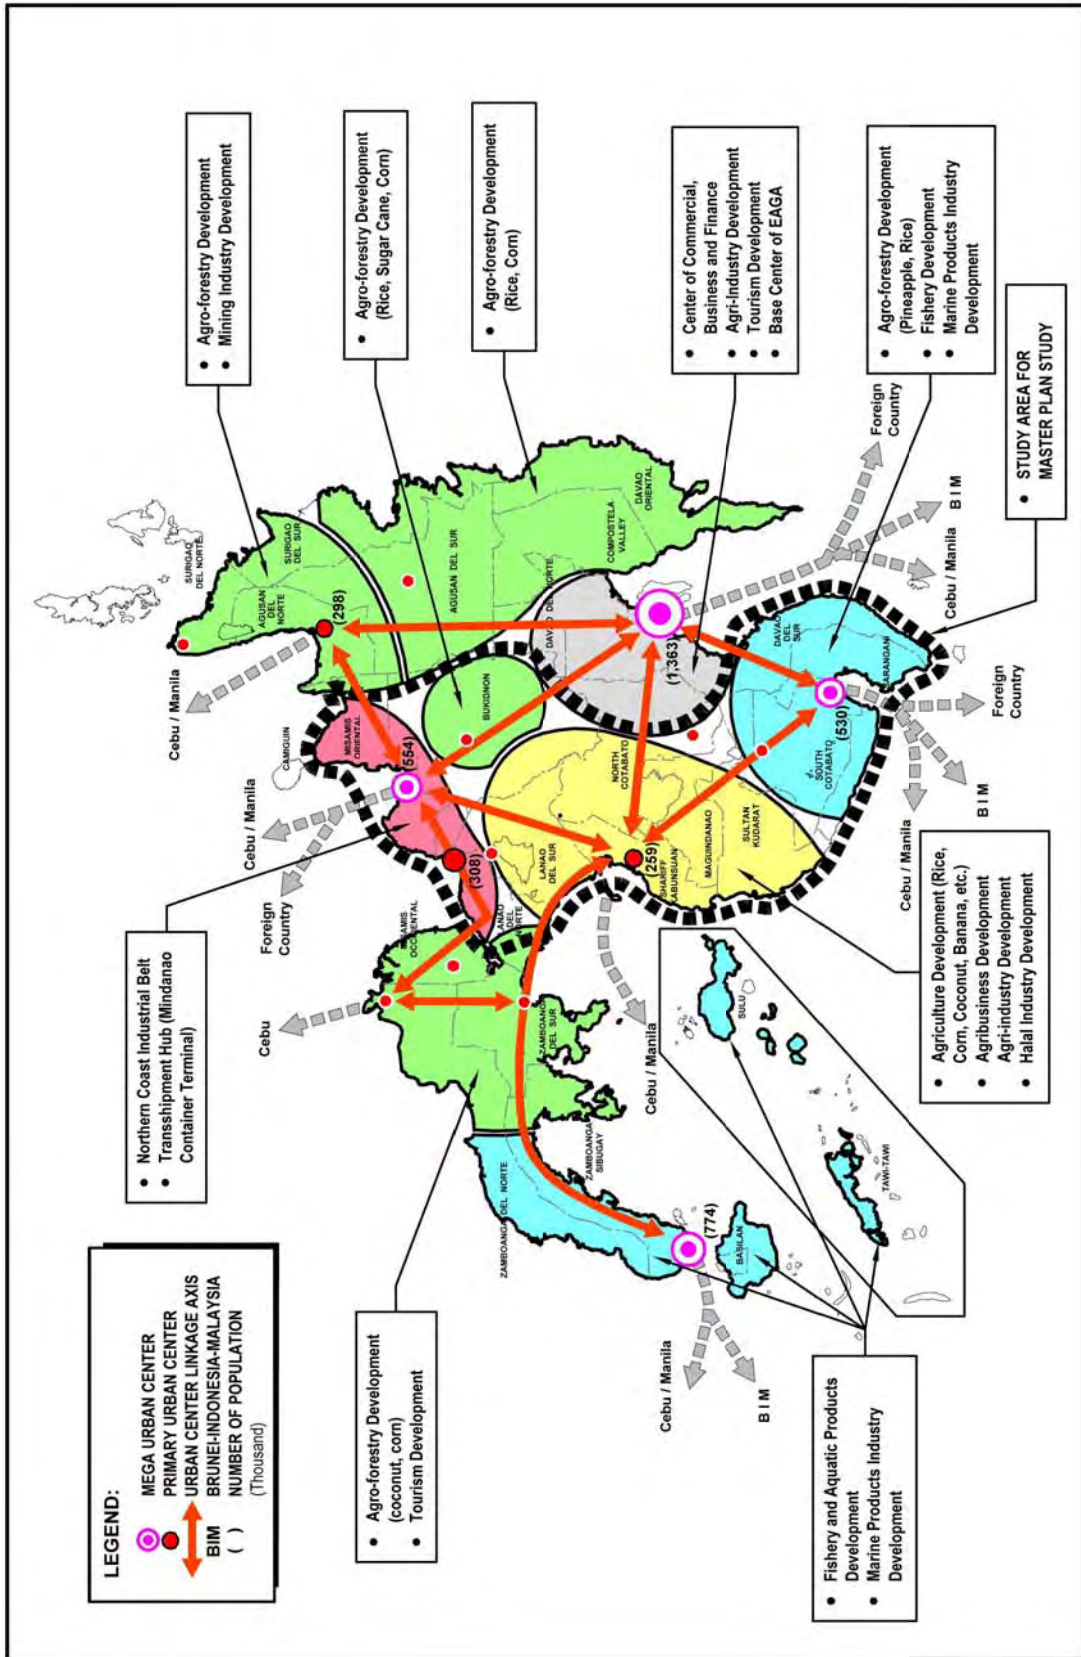 LEGEND:
MEGA URBAN CENTER
PRIMARY URBAN CENTER
URBAN CENTER LINKAGE AXIS
BIM BRUNEI-INDONESIA-MALAYSIA
( ) NUMBER OF POPULATION
(Thousand)
• Northern Coast Industrial Belt
• Transshipment Hub (Mindanao
Container Terminal)
• Agro-forestry Development
• Mining Industry Development
• Agro-forestry Development
(Rice, Sugar Cane, Corn)
• Agro-forestry Development
(Rice, Corn)
• Center of Commercial,
Business and Finance
• Agri-Industry Development
• Tourism Development
• Base Center of EAGA
• Agro-forestry Development
(Pineapple, Rice)
• Fishery Development
• Marine Products Industry
Development
• STUDY AREA FOR
MASTER PLAN STUDY
• Agriculture Development (Rice,
Corn, Coconut, Banana, etc.)
• Agribusiness Development
• Agri-industry Development
• Halal Industry Development
• Fishery and Aquatic Products
Development
• Marine Products Industry
Development
• Agro-forestry Development
(coconut, corn)
• Tourism Development
Cebu
Foreign
Country
Cebu / Manila
Cebu / Manila
CAMIGUIN
SURIGAO
DEL NORTE
SURIGAO
DEL SUR
AGUSAN
DEL
NORTE
(298)
AGUSAN DEL SUR
COMPOSTELA
VALLEY
DAVAO
ORIENTAL
MISAMIS
ORIENTAL
(554)
BUKIDNON
DAVAO DEL NORTE
(1,363)
(308)
LANAO
DEL
NORTE
LANAO
DEL SUR
NORTH
COTABATO
(259)
SHARIFF
KABUNSUAN
MAGUINDANAO
SULTAN
KUDARAT
SOUTH
COTABATO
(530)
DAVAO
DEL
SUR
SARANGANI
MISAMIS
OCCIDENTAL
ZAMBOANGA
DEL SUR
ZAMBOANGA DEL NORTE
ZAMBOANGA
SIBUGAY
(774)
BASILAN
SULU
TAWI-TAWI
Cebu / Manila
B I M
Cebu / Manila
Cebu / Manila
B I M
Foreign
Country
Cebu / Manila
B I M
Foreign
Country